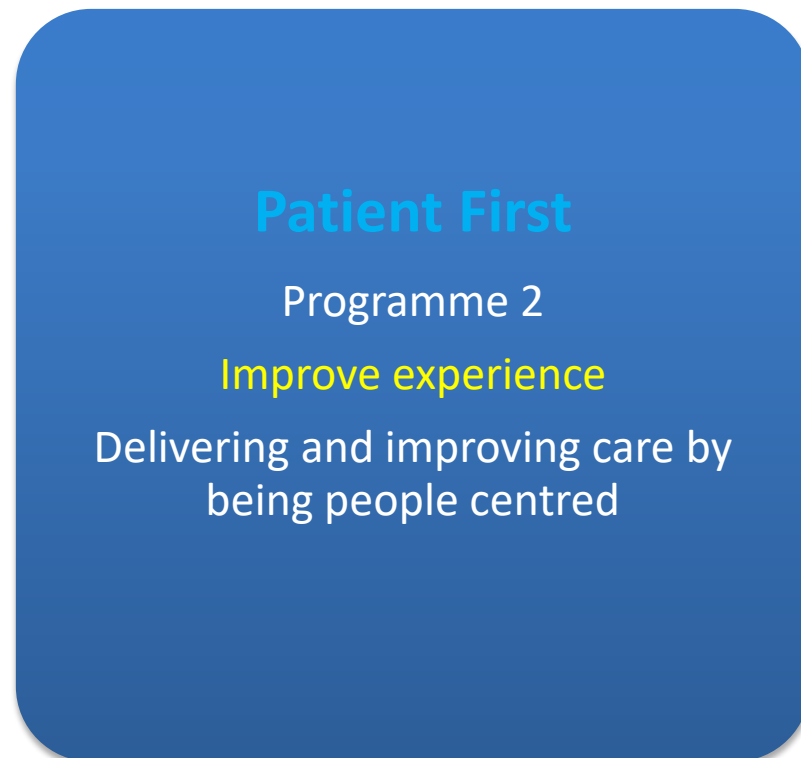 Patient First
Programme 2
Improve experience
Delivering and improving care by
being people centred